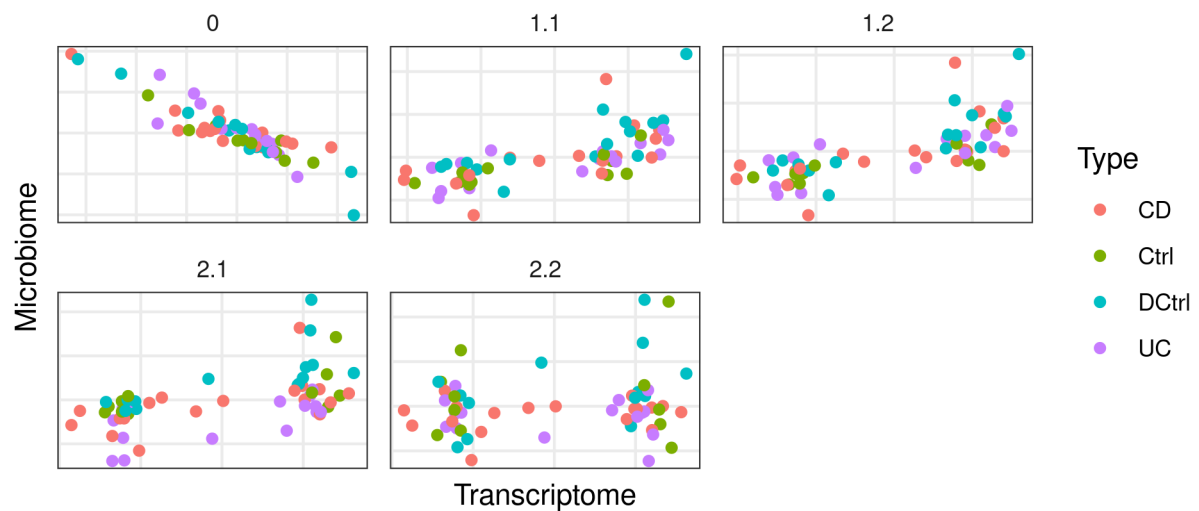 0
1.1
1.2
2.1
2.2
Microbiome
Transcriptome
Type
CD
Ctrl
DCtrl
UC